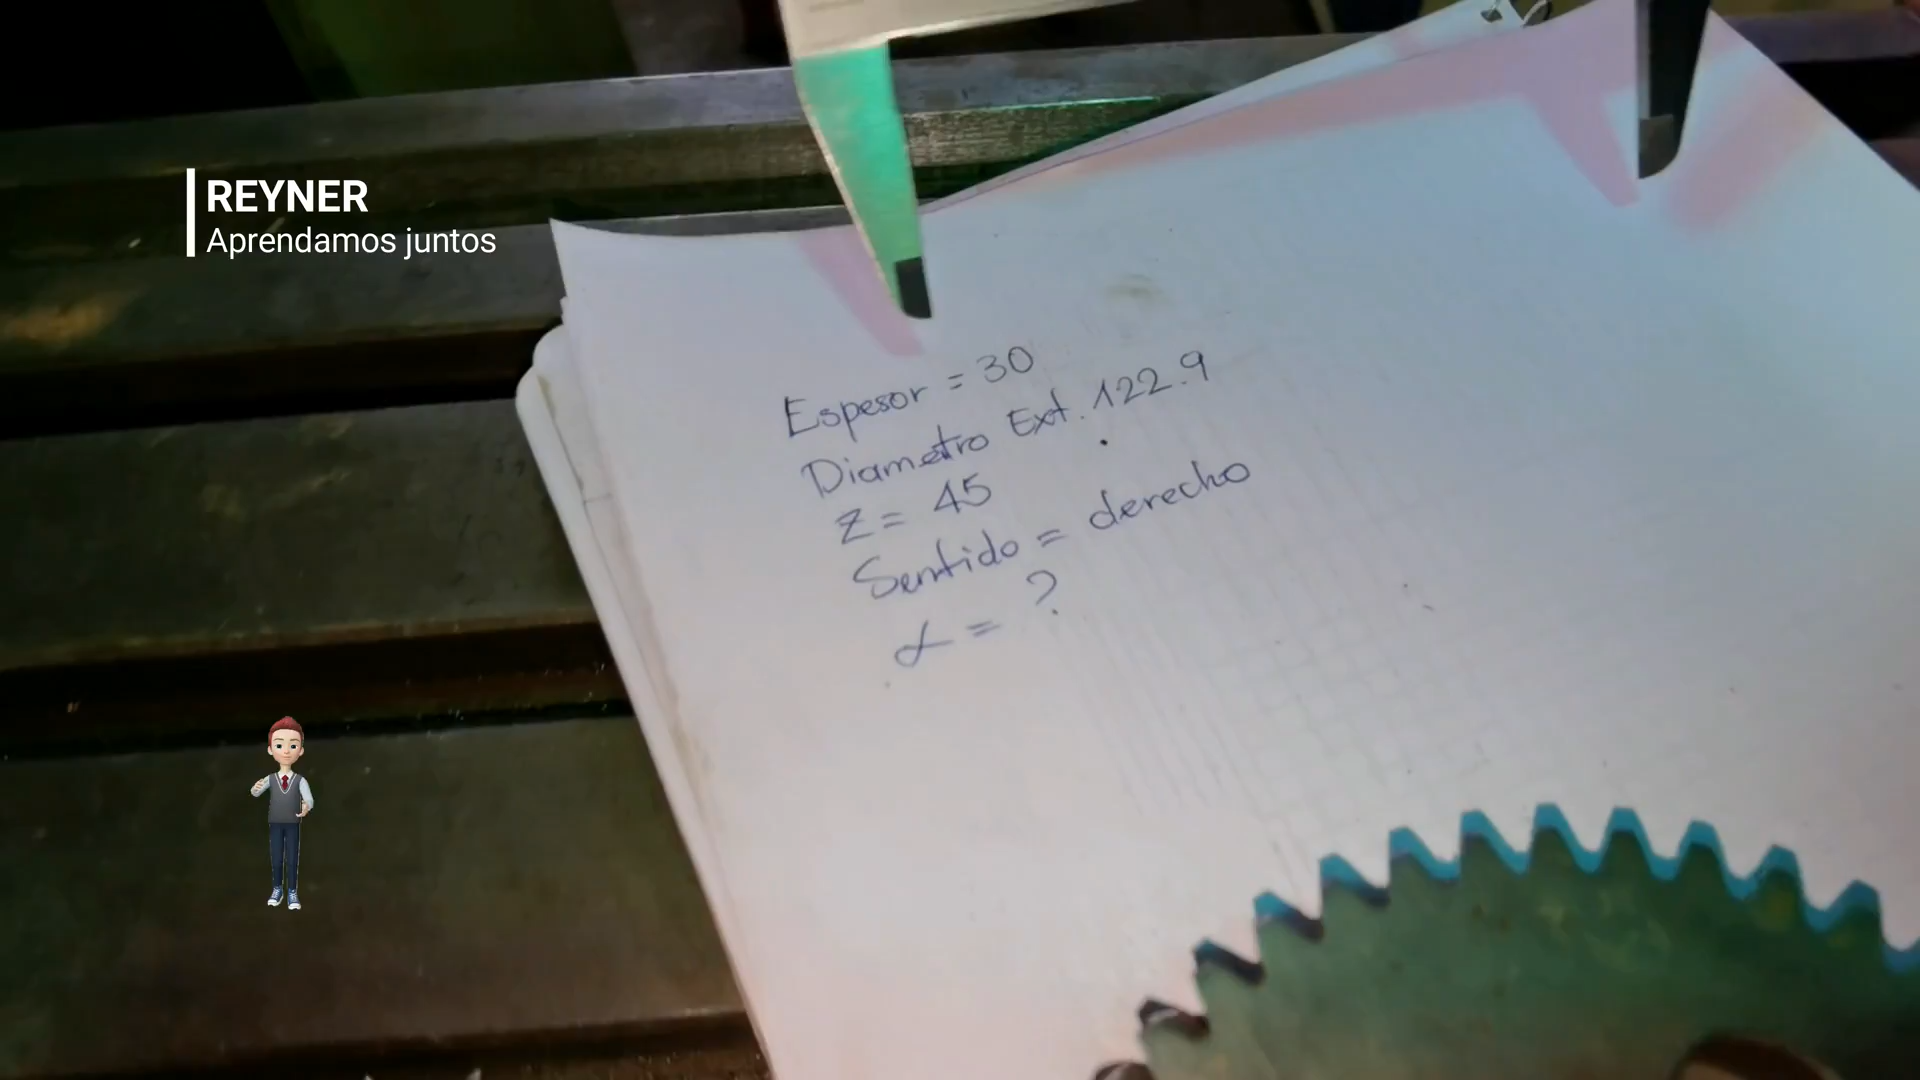 REYNER
Aprendamos juntos
Espesor = 30
Diametro Ext. 122.9
Z = 45
Sentido = derecho
α = ?